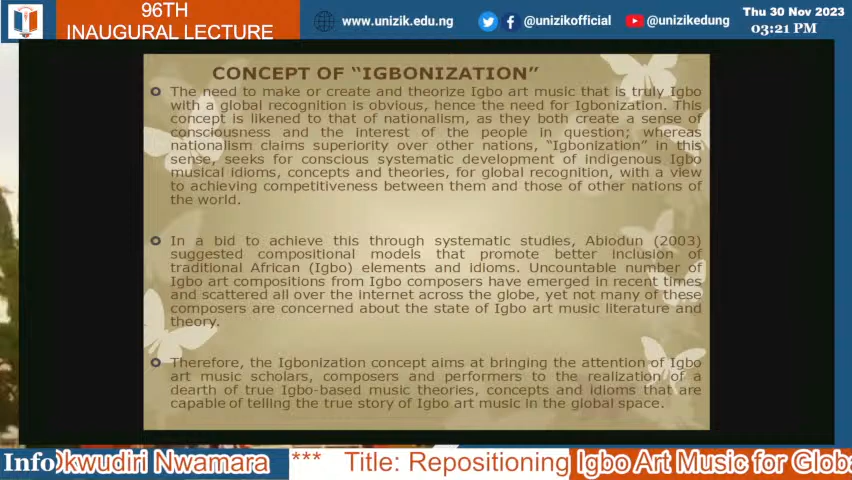 96TH
INAUGURAL LECTURE
www.unizik.edu.ng
@unizikofficial
@unizikedung
Thu 30 Nov 2023
03:21 PM
CONCEPT OF “IGBONIZATION”
The need to make or create and theorize Igbo art music that is truly Igbo
with a global recognition is obvious, hence the need for Igbonization. This
concept is likened to that of nationalism, as they both create a sense of
consciousness and the interest of the people in question; whereas
nationalism claims superiority over other nations, “Igbonization” in this
sense, seeks for conscious systematic development of indigenous Igbo
musical idioms, concepts and theories, for global recognition, with a view
to achieving competitiveness between them and those of other nations of
the world.
In a bid to achieve this through systematic studies, Abiodun (2003)
suggested compositional models that promote better inclusion of
traditional African (Igbo) elements and idioms. Uncountable number of
Igbo art compositions from Igbo composers have emerged in recent times
and scattered all over the internet across the globe, yet not many of these
composers are concerned about the state of Igbo art music literature and
theory.
Therefore, the Igbonization concept aims at bringing the attention of Igbo
art music scholars, composers and performers to the realization of a
dearth of true Igbo-based music theories, concepts and idioms that are
capable of telling the true story of Igbo art music in the global space.
Info Okwudiri Nwamara *** Title: Repositioning Igbo Art Music for Globa